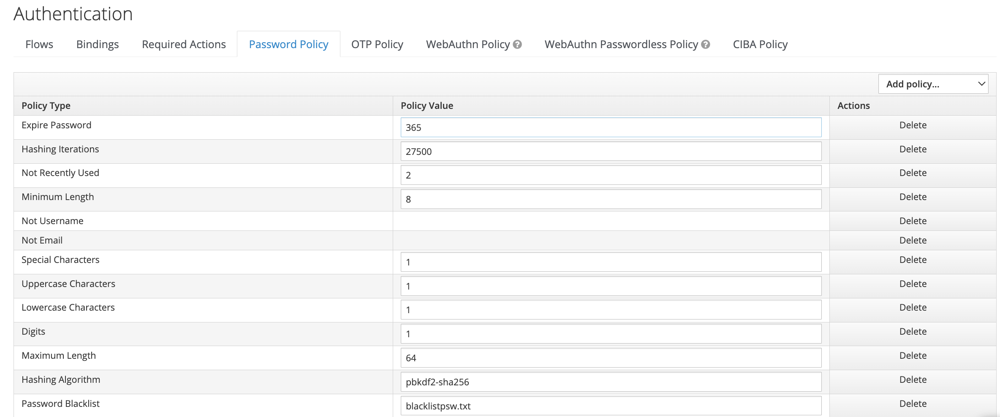 Authentication
Flows Bindings Required Actions Password Policy OTP Policy WebAuthn Policy ? WebAuthn Passwordless Policy ? CIBA Policy
Add policy...
Policy Type Policy Value Actions
Expire Password 365 Delete
Hashing Iterations 27500 Delete
Not Recently Used 2 Delete
Minimum Length 8 Delete
Not Username Delete
Not Email Delete
Special Characters 1 Delete
Uppercase Characters 1 Delete
Lowercase Characters 1 Delete
Digits 1 Delete
Maximum Length 64 Delete
Hashing Algorithm pbkdf2-sha256 Delete
Password Blacklist blacklistpsw.txt Delete